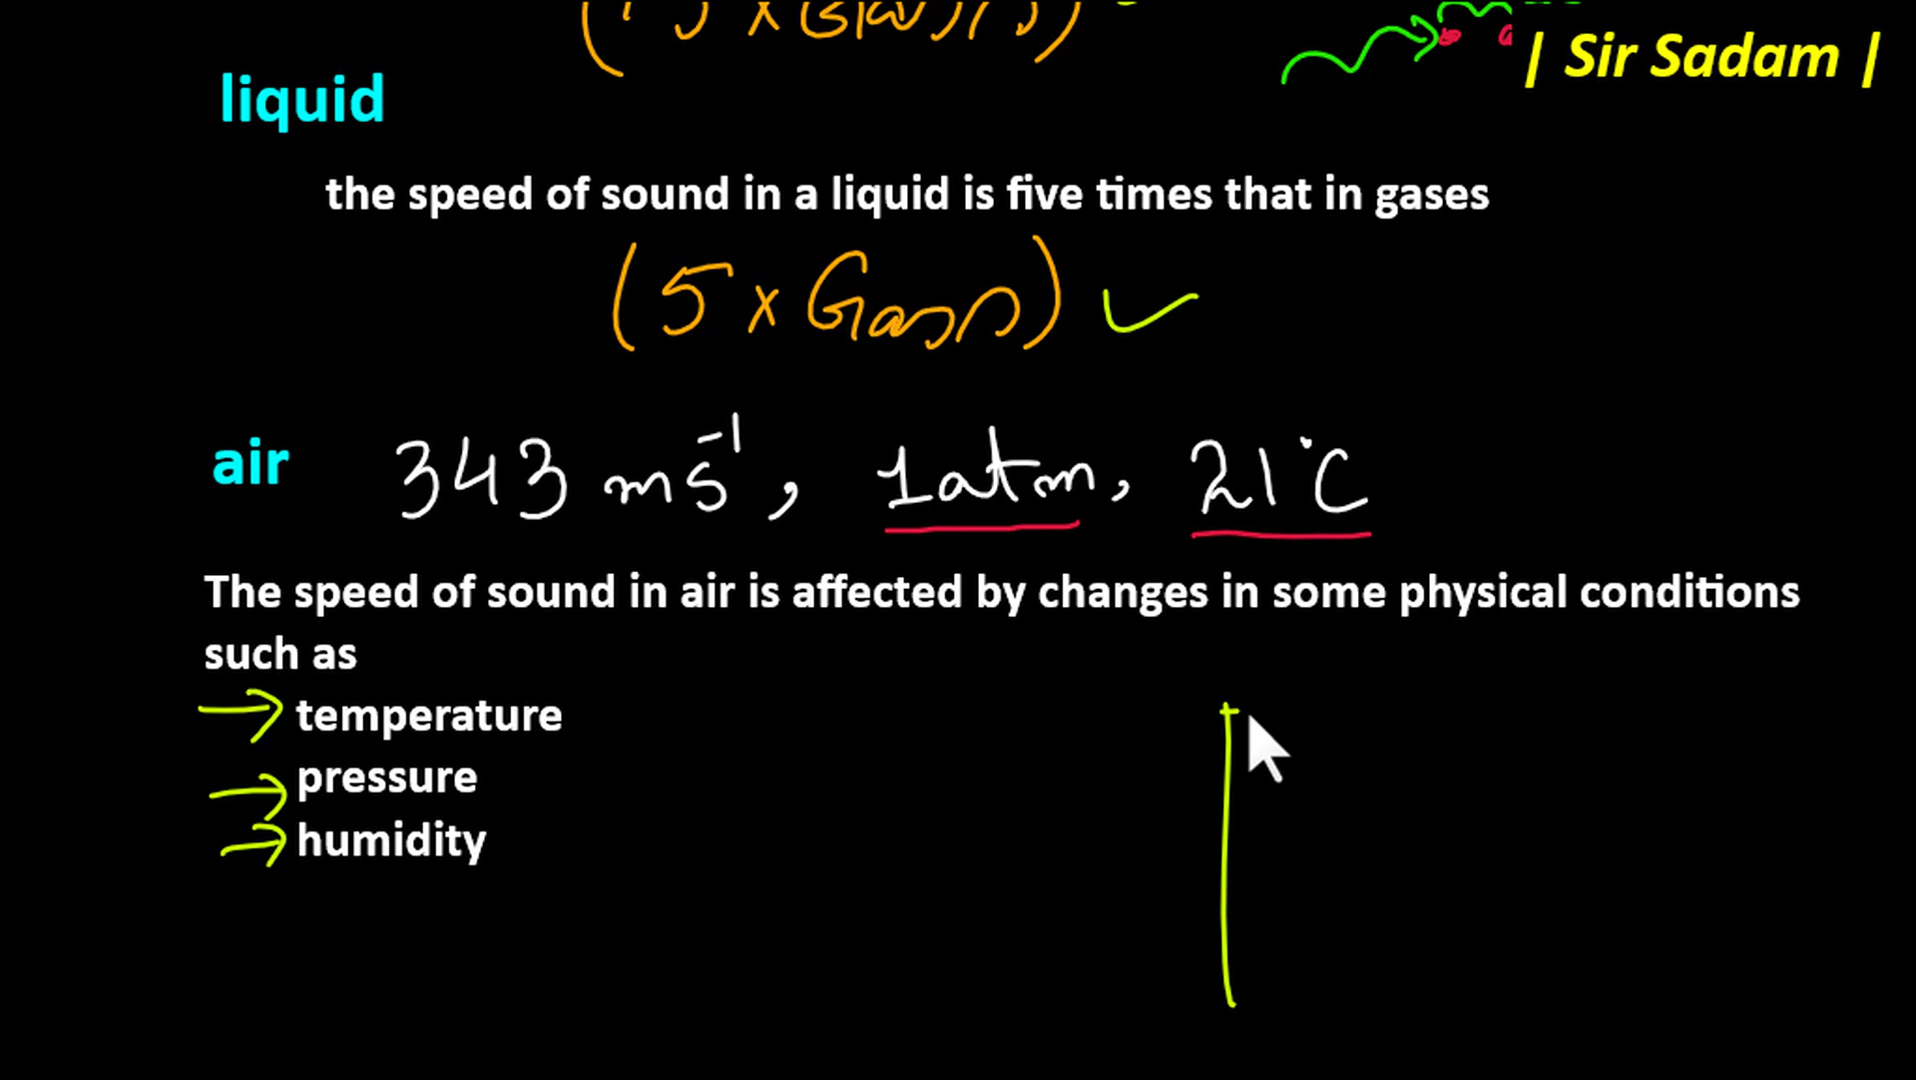 | Sir Sadam |
liquid
the speed of sound in a liquid is five times that in gases
(5 x Gases)
air 343 ms⁻¹, 1atm, 21°C
The speed of sound in air is affected by changes in some physical conditions
such as
temperature
pressure
humidity